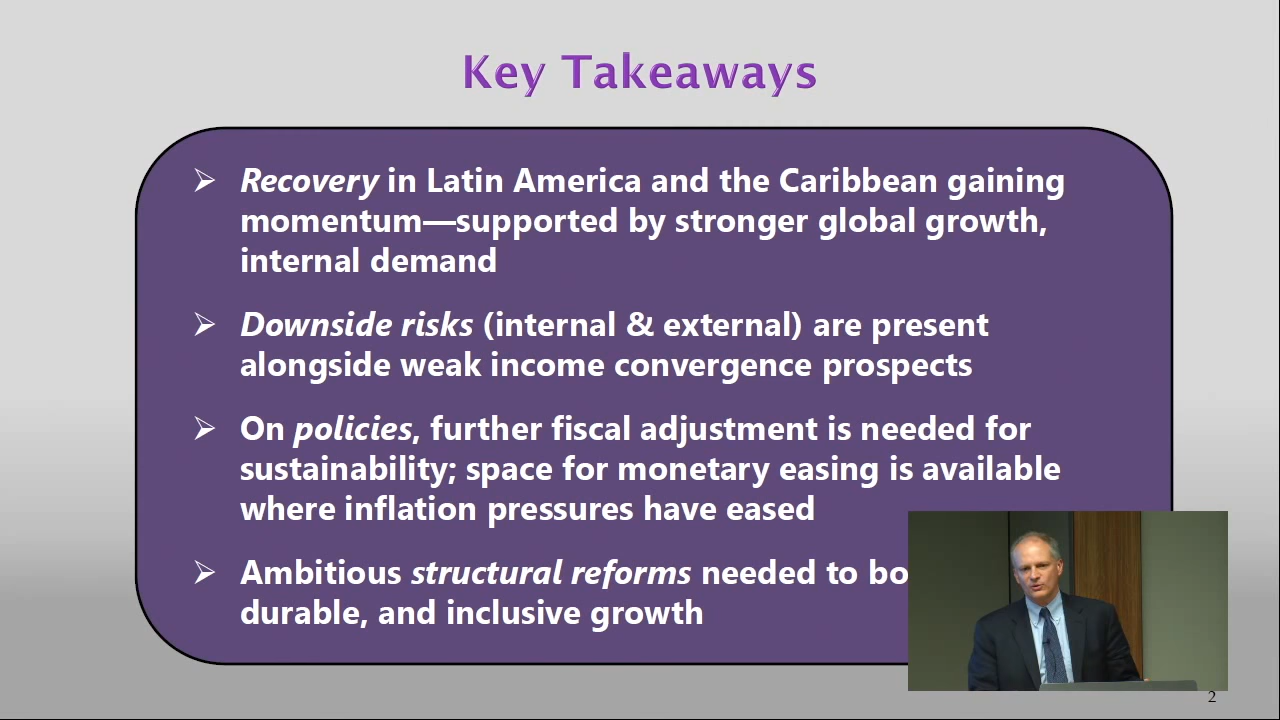 Key Takeaways
➢ Recovery in Latin America and the Caribbean gaining
momentum—supported by stronger global growth,
internal demand
➢ Downside risks (internal & external) are present
alongside weak income convergence prospects
➢ On policies, further fiscal adjustment is needed for
sustainability; space for monetary easing is available
where inflation pressures have eased
➢ Ambitious structural reforms needed to
durable, and inclusive growth
2